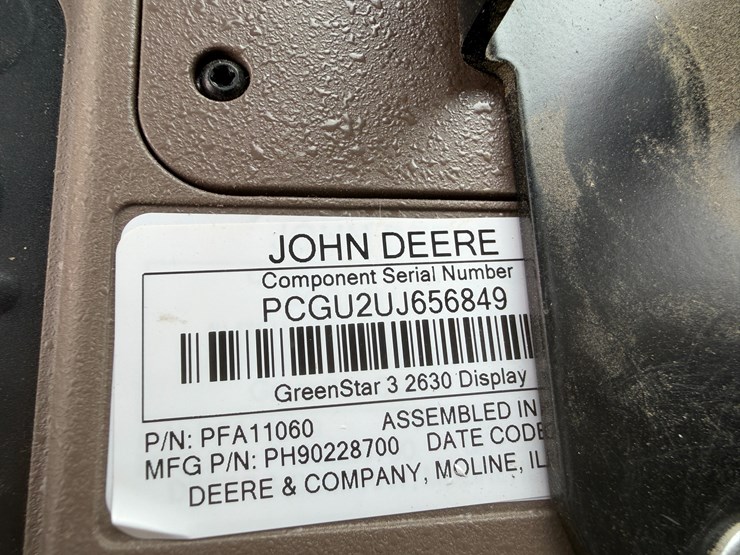 JOHN DEERE
Component Serial Number
PCGU2UJ656849
GreenStar 3 2630 Display
P/N: PFA11060 ASSEMBLED IN
MFG P/N: PH90228700 DATE CODE
DEERE & COMPANY, MOLINE, IL